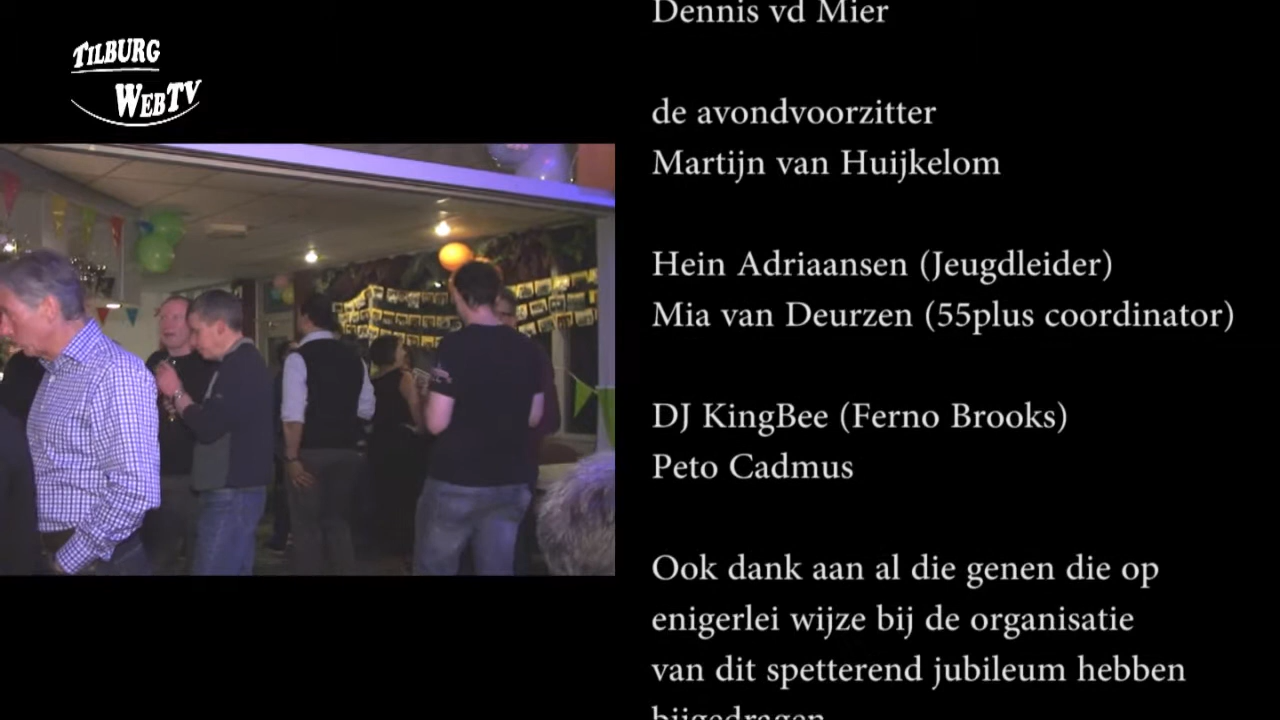 TILBURG
WEBTV
Dennis vd Mier
de avondvoorzitter
Martijn van Huijkelom
Hein Adriaansen (Jeugdleider)
Mia van Deurzen (55plus coordinator)
DJ KingBee (Ferno Brooks)
Peto Cadmus
Ook dank aan al die genen die op
enigerlei wijze bij de organisatie
van dit spetterend jubileum hebben
bijgedragen